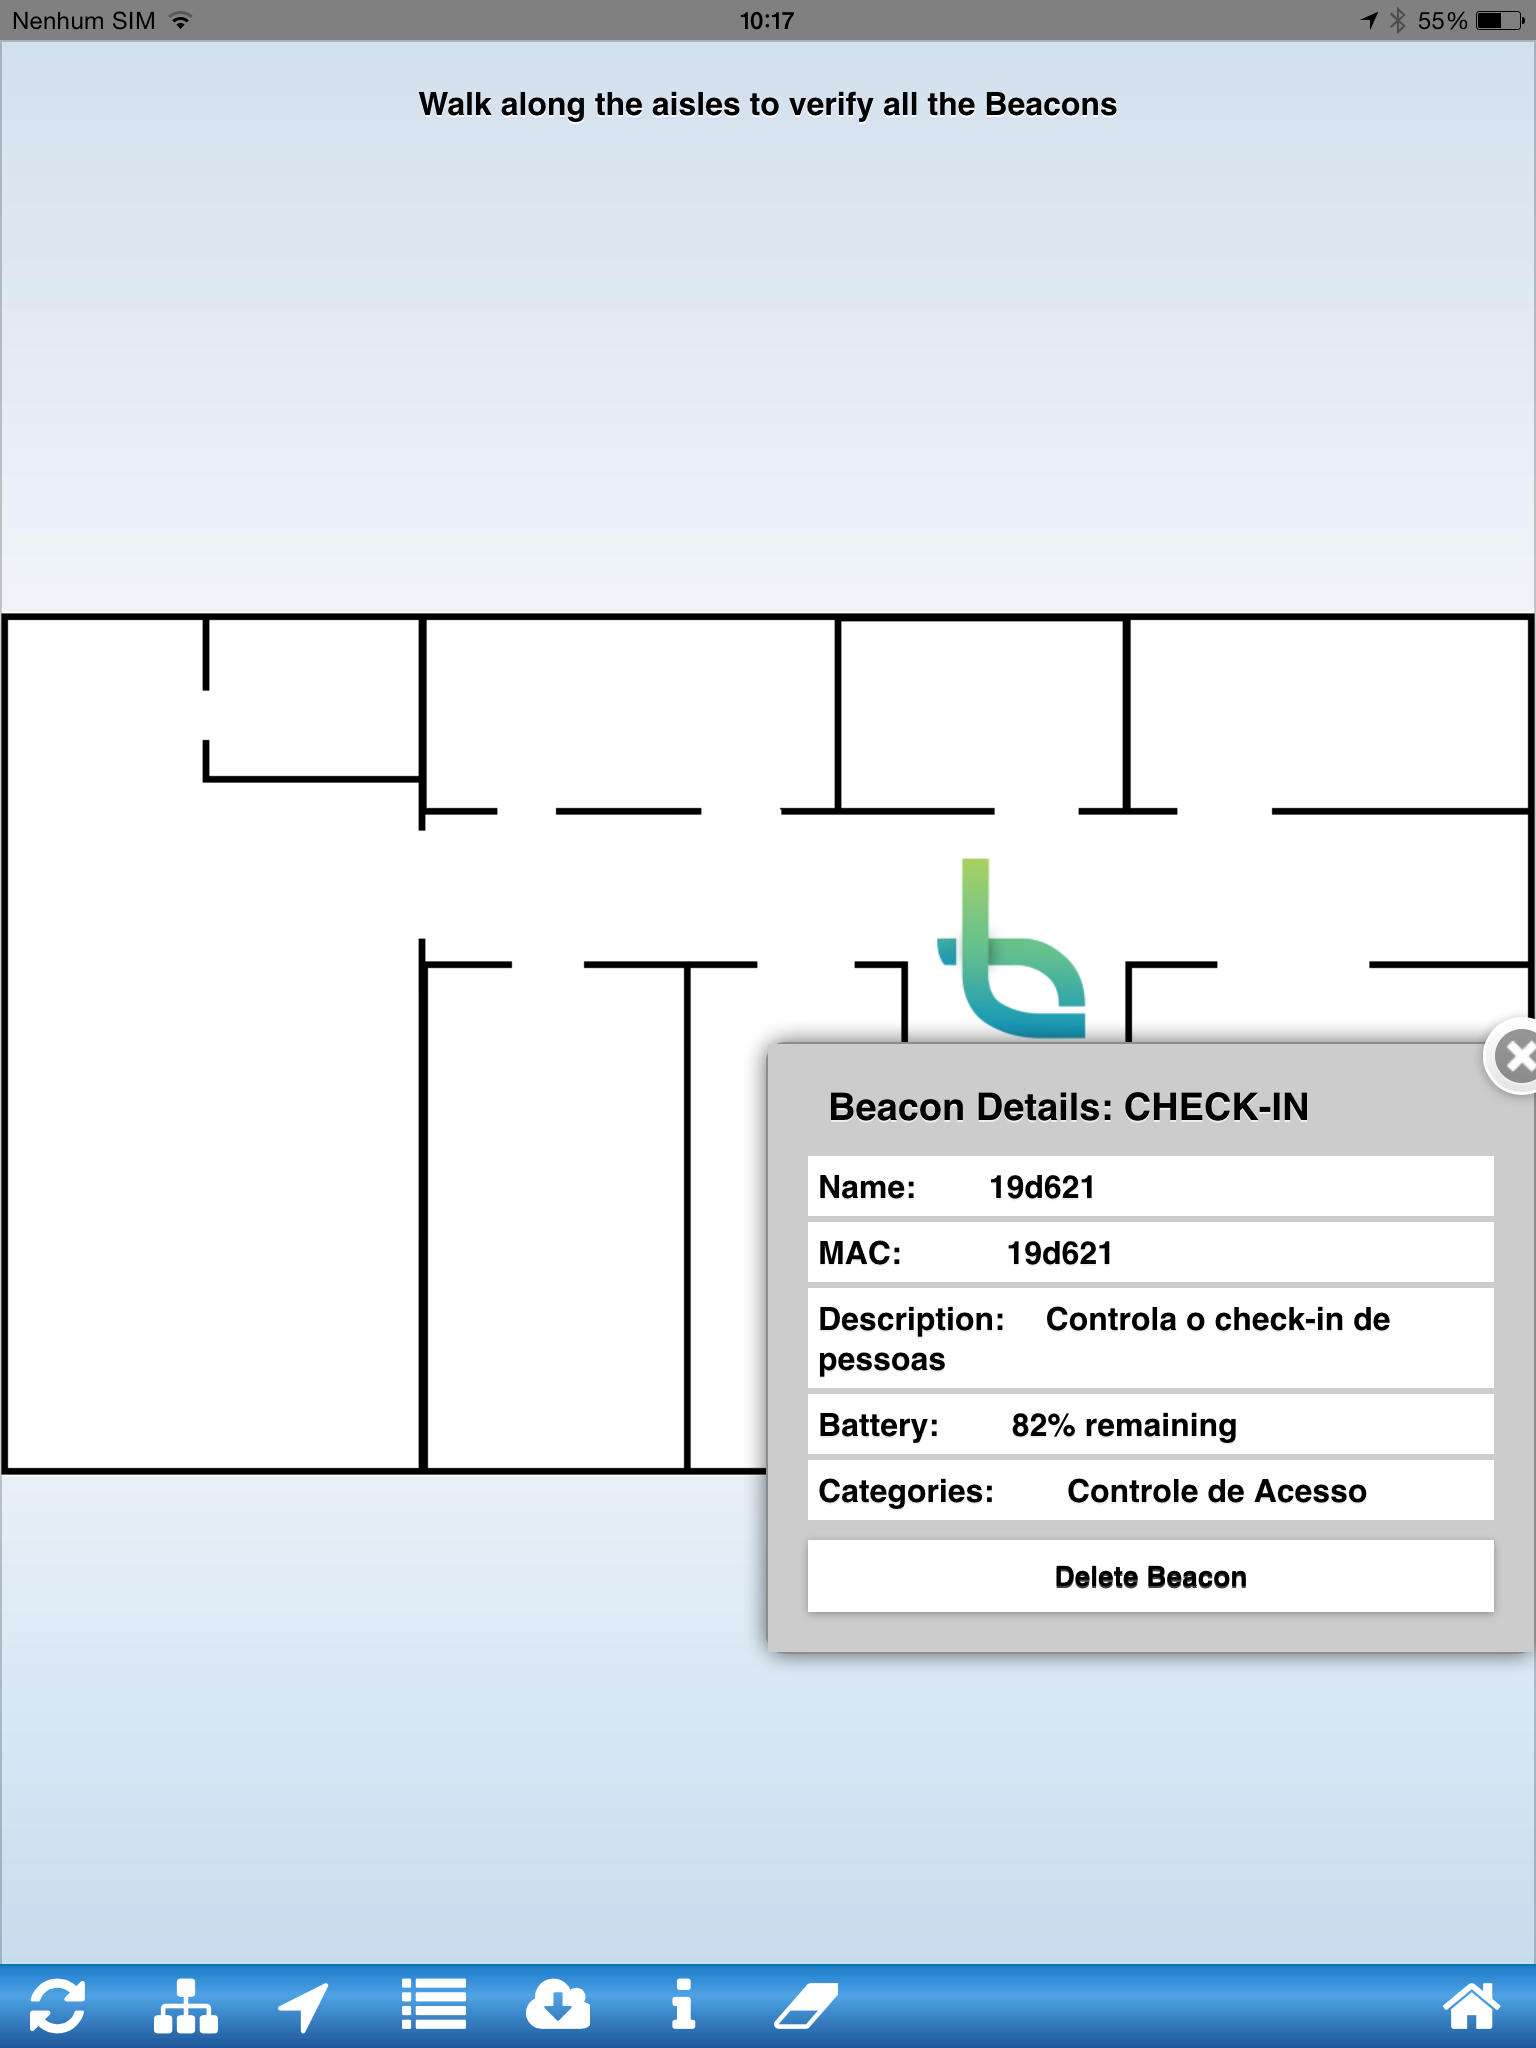 Nenhum SIM 10:17 55%
Walk along the aisles to verify all the Beacons
Beacon Details: CHECK-IN
Name: 19d621
MAC: 19d621
Description: Controla o check-in de
pessoas
Battery: 82% remaining
Categories: Controle de Acesso
Delete Beacon